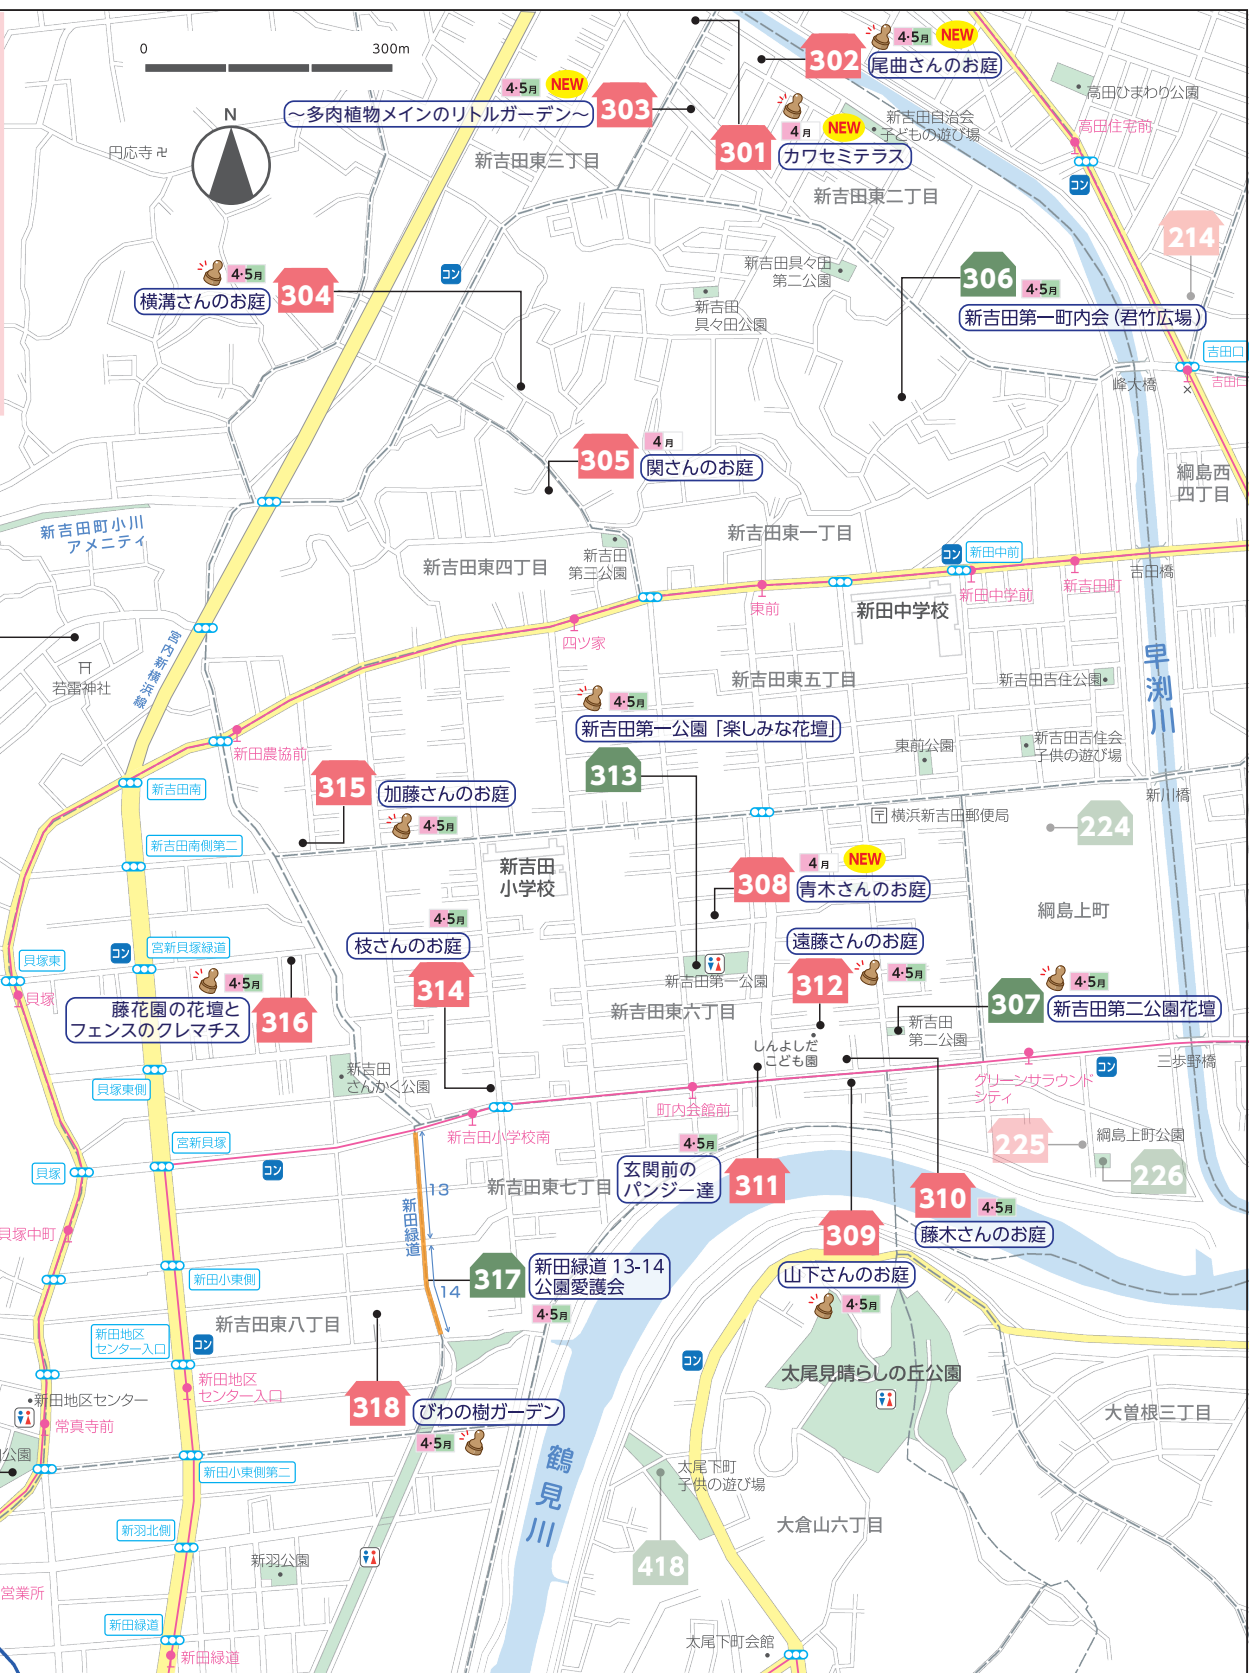 0
300m
N
円応寺
4・5月
NEW
302
尾曲さんのお庭
4・5月
NEW
～多肉植物メインのリトルガーデン～
303
4月
NEW
301
カワセミテラス
新吉田自治会
子どもの遊び場
高田ひまわり公園
高田住宅前
コン
新吉田東三丁目
新吉田東二丁目
214
4・5月
横溝さんのお庭
304
コン
新吉田具々田
第二公園
新吉田
具々田公園
306
4・5月
新吉田第一町内会（君竹広場）
吉田口
吉田口
峰大橋
305
4月
関さんのお庭
綱島西
四丁目
新吉田町小川
アメニティ
新吉田東四丁目
新吉田
第三公園
新吉田東一丁目
コン
新田中前
新田中学校
新田中学前
新吉田町
吉田橋
東前
四ツ家
若雷神社
宮内新横浜線
早渕川
4・5月
新吉田第一公園「楽しみな花壇」
新吉田東五丁目
新吉田吉住公園
新吉田吉住会
子供の遊び場
東前公園
新田農協前
新吉田南
315
加藤さんのお庭
4・5月
313
新川橋
〒横浜新吉田郵便局
224
新吉田南側第二
新吉田
小学校
308
4月
NEW
青木さんのお庭
綱島上町
4・5月
枝さんのお庭
314
遠藤さんのお庭
312
4・5月
貝塚東
貝塚
コン
宮新貝塚緑道
4・5月
藤花園の花壇と
フェンスのクレマチス
316
新吉田第一公園
新吉田東六丁目
307
4・5月
新吉田第二公園花壇
新吉田
第二公園
しんよしだ
こども園
三歩野橋
コン
グリーンサラウンド
シティ
新吉田
さんかく公園
貝塚東側
町内会館前
新吉田小学校南
宮新貝塚
コン
貝塚
225
綱島上町公園
226
4・5月
玄関前の
パンジー達
311
新吉田東七丁目
13
新田緑道
14
310
4・5月
藤木さんのお庭
309
山下さんのお庭
4・5月
貝塚中町
新田小東側
317
新田緑道 13-14
公園愛護会
4・5月
新吉田東八丁目
新田地区
センター入口
コン
新田地区
センター入口
新田地区センター
常真寺前
公園
318
びわの樹ガーデン
4・5月
コン
太尾見晴らしの丘公園
大曽根三丁目
新田小東側第二
鶴見川
太尾下町
子供の遊び場
大倉山六丁目
新羽北側
新羽公園
418
営業所
新田緑道
新田緑道
太尾下町会館